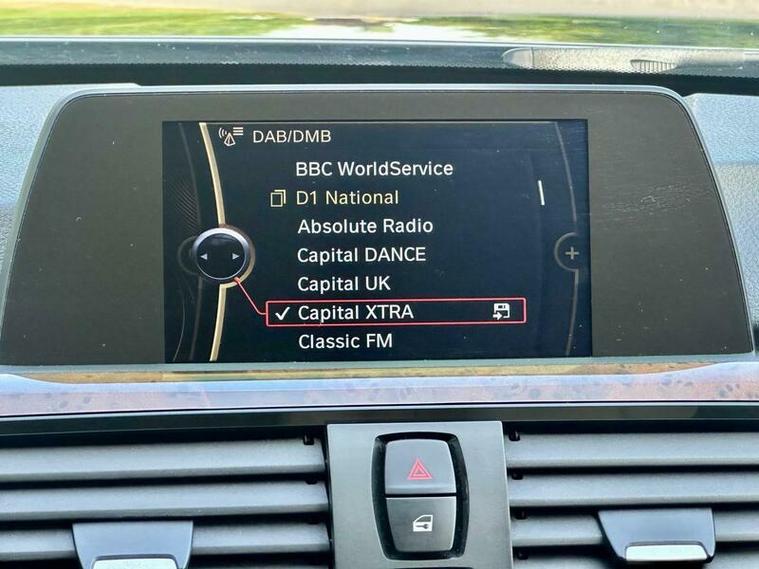 DAB/DMB
BBC WorldService
D1 National
Absolute Radio
Capital DANCE
Capital UK
Capital XTRA
Classic FM